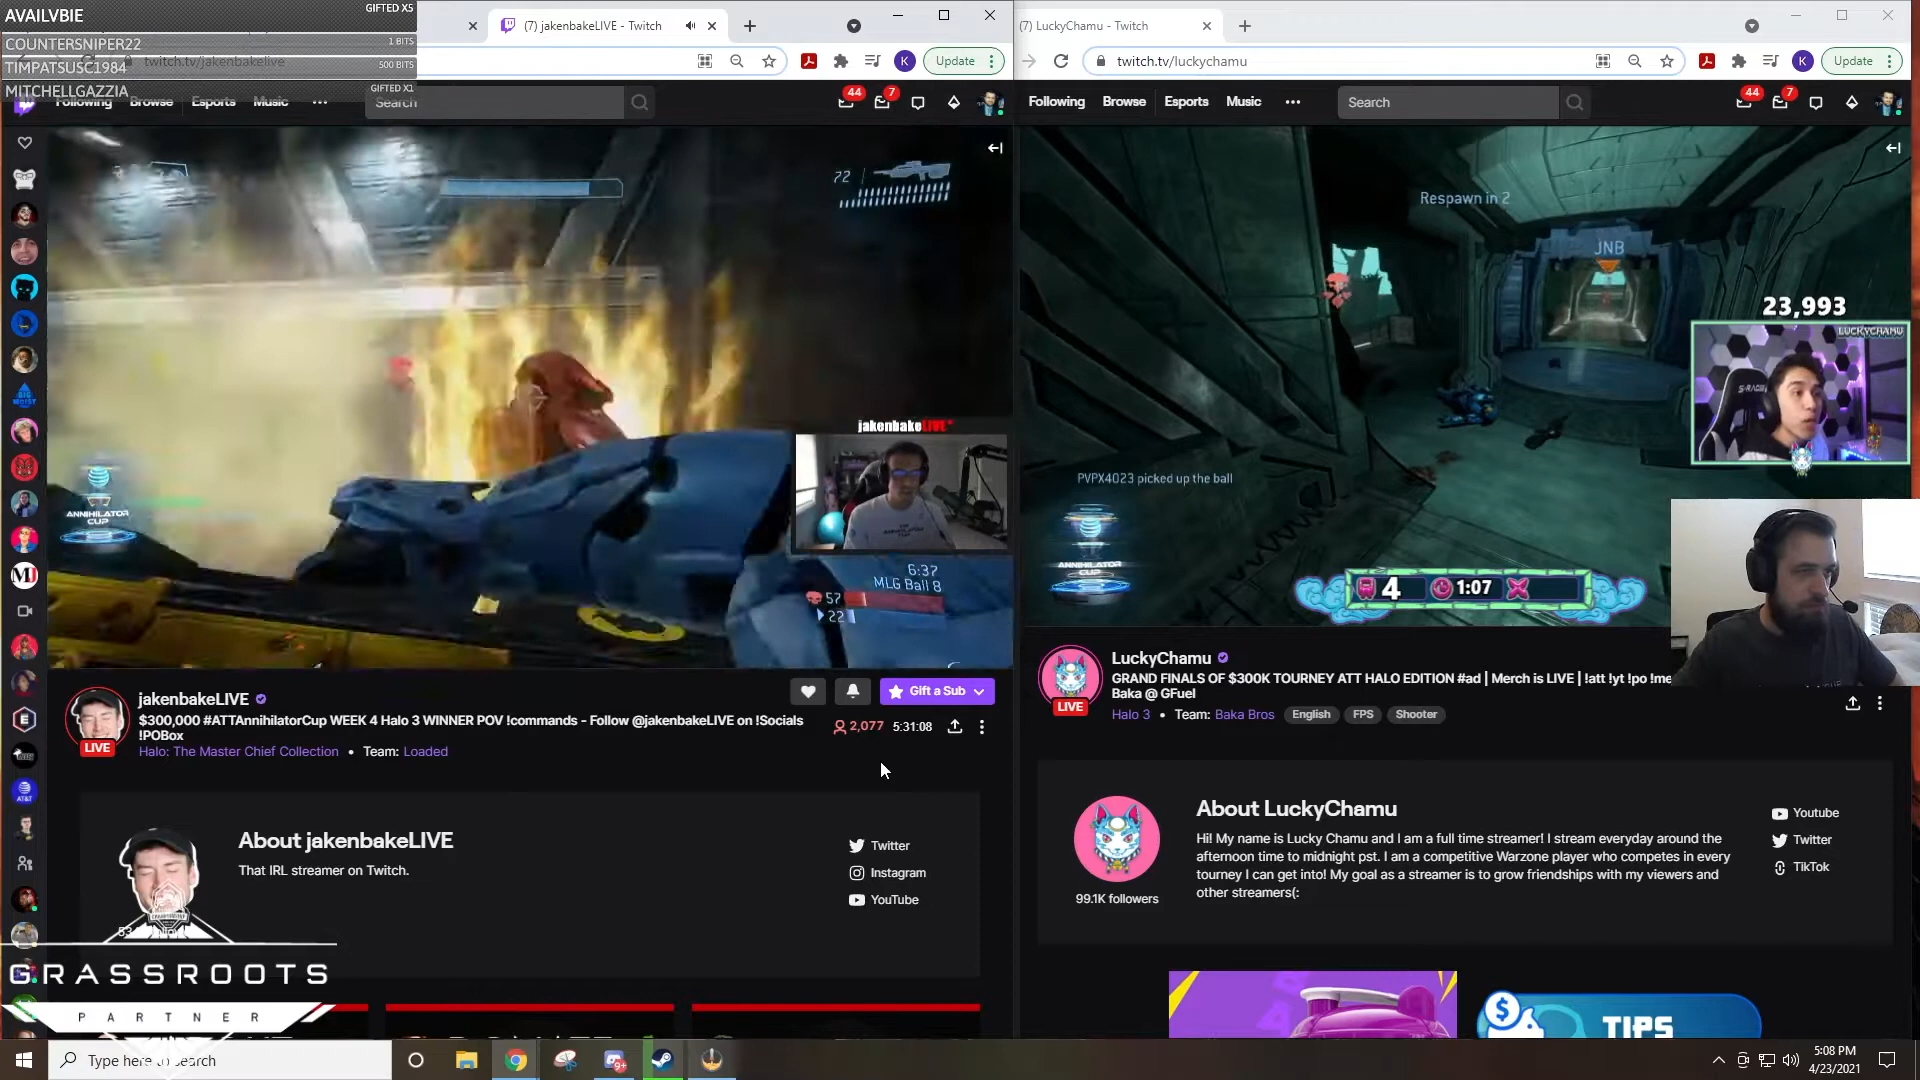 AVAILVBIE GIFTED X5
COUNTERSNIPER22 1 BITS
TIMPATSUSC1984 500 BITS
MITCHELLGAZZIA GIFTED X1
(7) jakenbakeLIVE - Twitch
twitch.tv/jakenbakelive
K Update
Following Browse Esports Music Search
44 7
72
jakenbakeLIVE
ANNIHILATOR CUP
6:37
MLG Ball 8
57
22
jakenbakeLIVE
Gift a Sub
$300,000 #ATTAnnihilatorCup WEEK 4 Halo 3 WINNER POV !commands - Follow @jakenbakeLIVE on !Socials
!POBox
2,077 5:31:08
LIVE
Halo: The Master Chief Collection • Team: Loaded
AT&T
About jakenbakeLIVE
That IRL streamer on Twitch.
Twitter
Instagram
YouTube
GRASSROOTS
PARTNER
(7) LuckyChamu - Twitch
twitch.tv/luckychamu
K Update
Following Browse Esports Music Search
44 7
Respawn in 2
JNB
23,993
LUCKYCHAMU
PVPX4023 picked up the ball
ANNIHILATOR CUP
4 1:07
LuckyChamu
GRAND FINALS OF $300K TOURNEY ATT HALO EDITION #ad | Merch is LIVE | !att !yt !po !me
Baka @ GFuel
LIVE
Halo 3 • Team: Baka Bros English FPS Shooter
About LuckyChamu
Hi! My name is Lucky Chamu and I am a full time streamer! I stream everyday around the
afternoon time to midnight pst. I am a competitive Warzone player who competes in every
tourney I can get into! My goal as a streamer is to grow friendships with my viewers and
other streamers(:
99.1K followers
Youtube
Twitter
TikTok
TIPS
Type here to search
9+
5:08 PM
4/23/2021